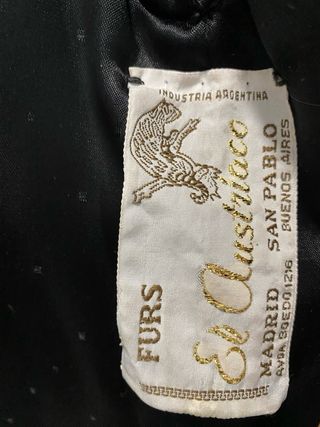 INDUSTRIA ARGENTINA
FURS
El Austriaco
MADRID SAN PABLO
AVDA BOEDO 1216 BUENOS AIRES